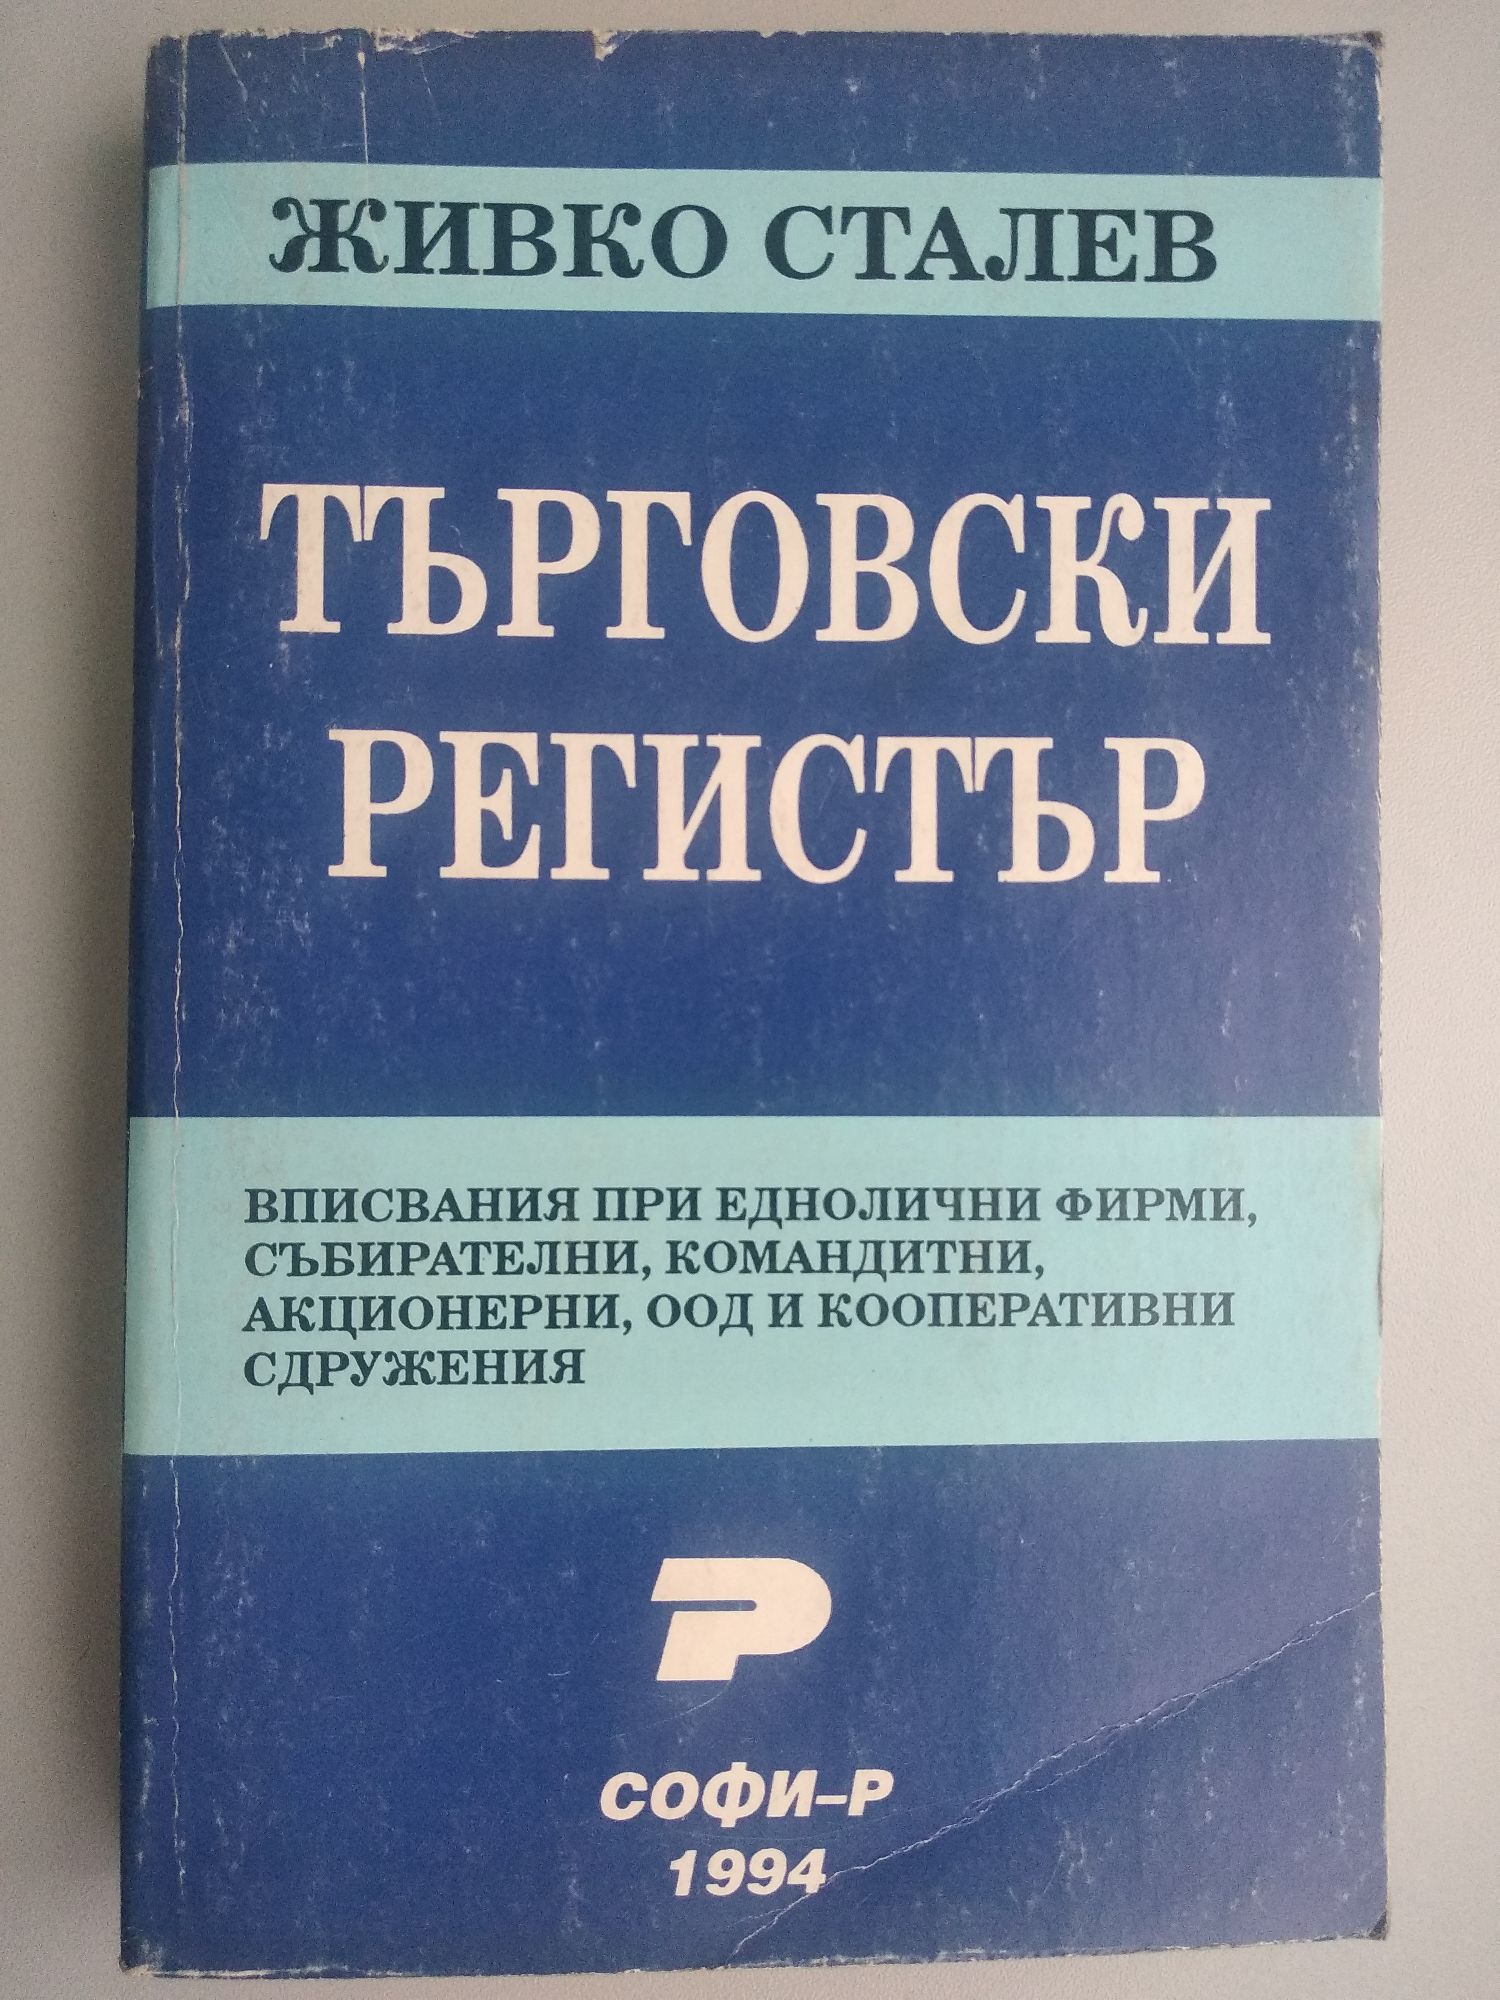 ЖИВКО СТАЛЕВ
ТЪРГОВСКИ
РЕГИСТЪР
ВПИСВАНИЯ ПРИ ЕДНОЛИЧНИ ФИРМИ,
СЪБИРАТЕЛНИ, КОМАНДИТНИ,
АКЦИОНЕРНИ, ООД И КООПЕРАТИВНИ
СДРУЖЕНИЯ
Р
СОФИ–Р
1994